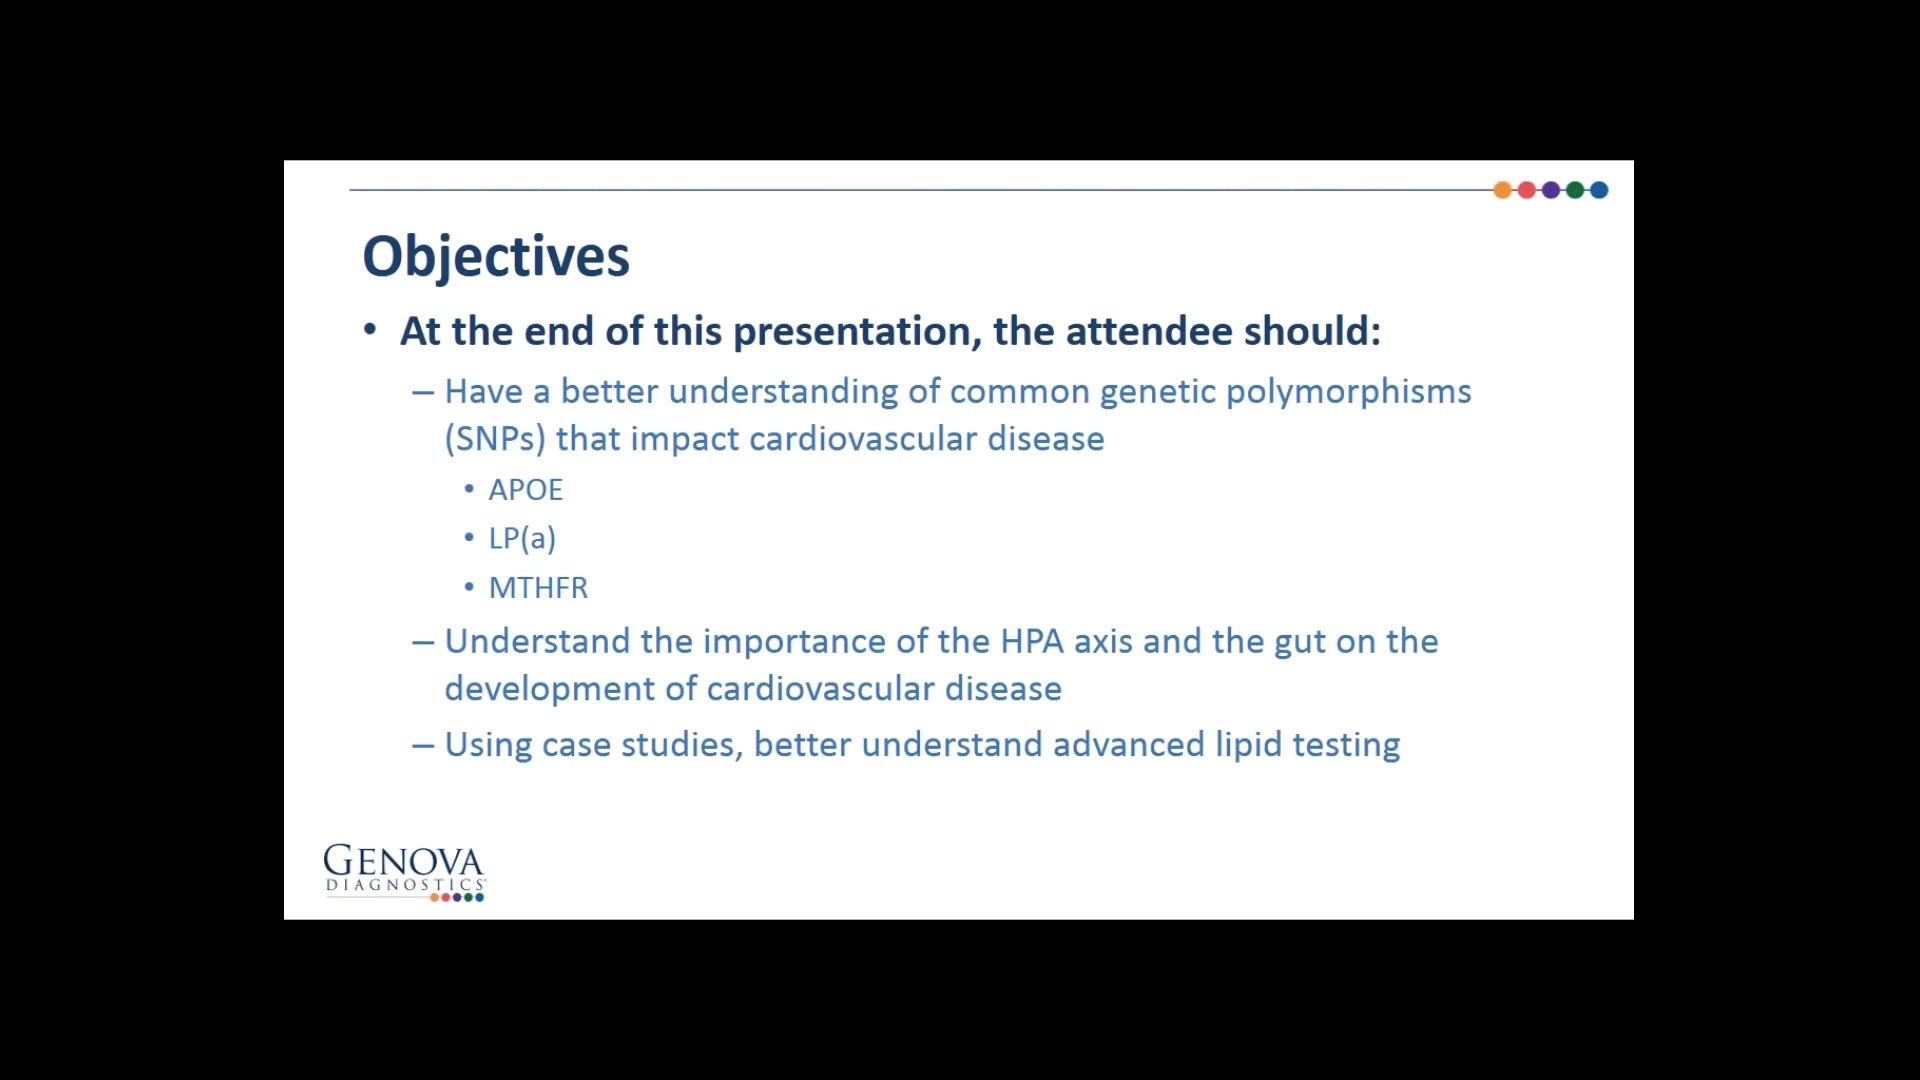 Objectives
• At the end of this presentation, the attendee should:
– Have a better understanding of common genetic polymorphisms
(SNPs) that impact cardiovascular disease
• APOE
• LP(a)
• MTHFR
– Understand the importance of the HPA axis and the gut on the
development of cardiovascular disease
– Using case studies, better understand advanced lipid testing
GENOVA
DIAGNOSTICS